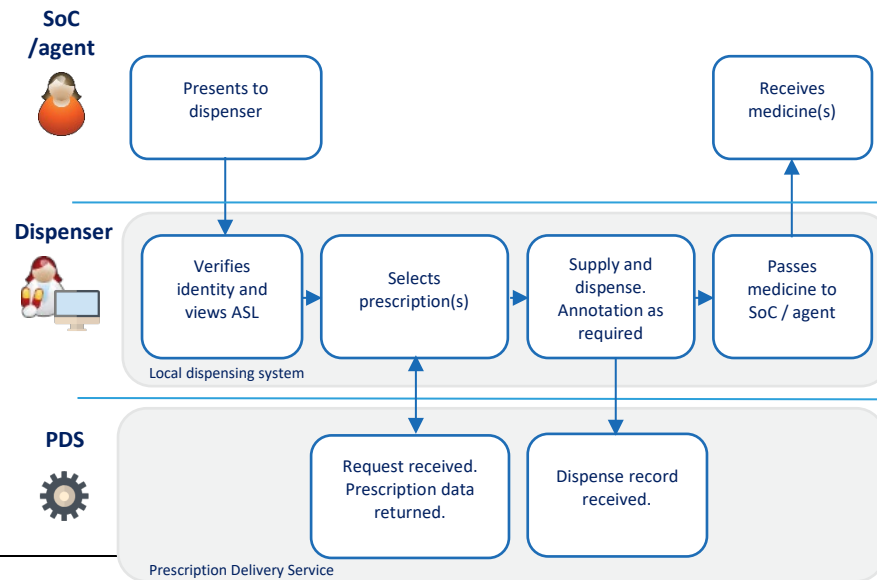 SoC
/agent
Presents to
dispenser
Receives
medicine(s)
Dispenser
Verifies
identity and
views ASL
Selects
prescription(s)
Supply and
dispense.
Annotation as
required
Passes
medicine to
SoC / agent
Local dispensing system
PDS
Request received.
Prescription data
returned.
Dispense record
received.
Prescription Delivery Service